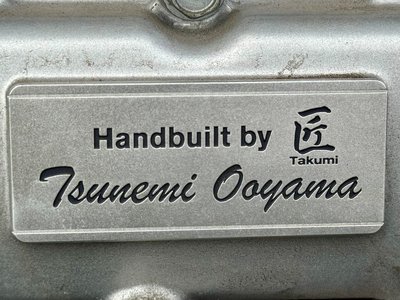 Handbuilt by 匠
Takumi
Tsunemi Ooyama